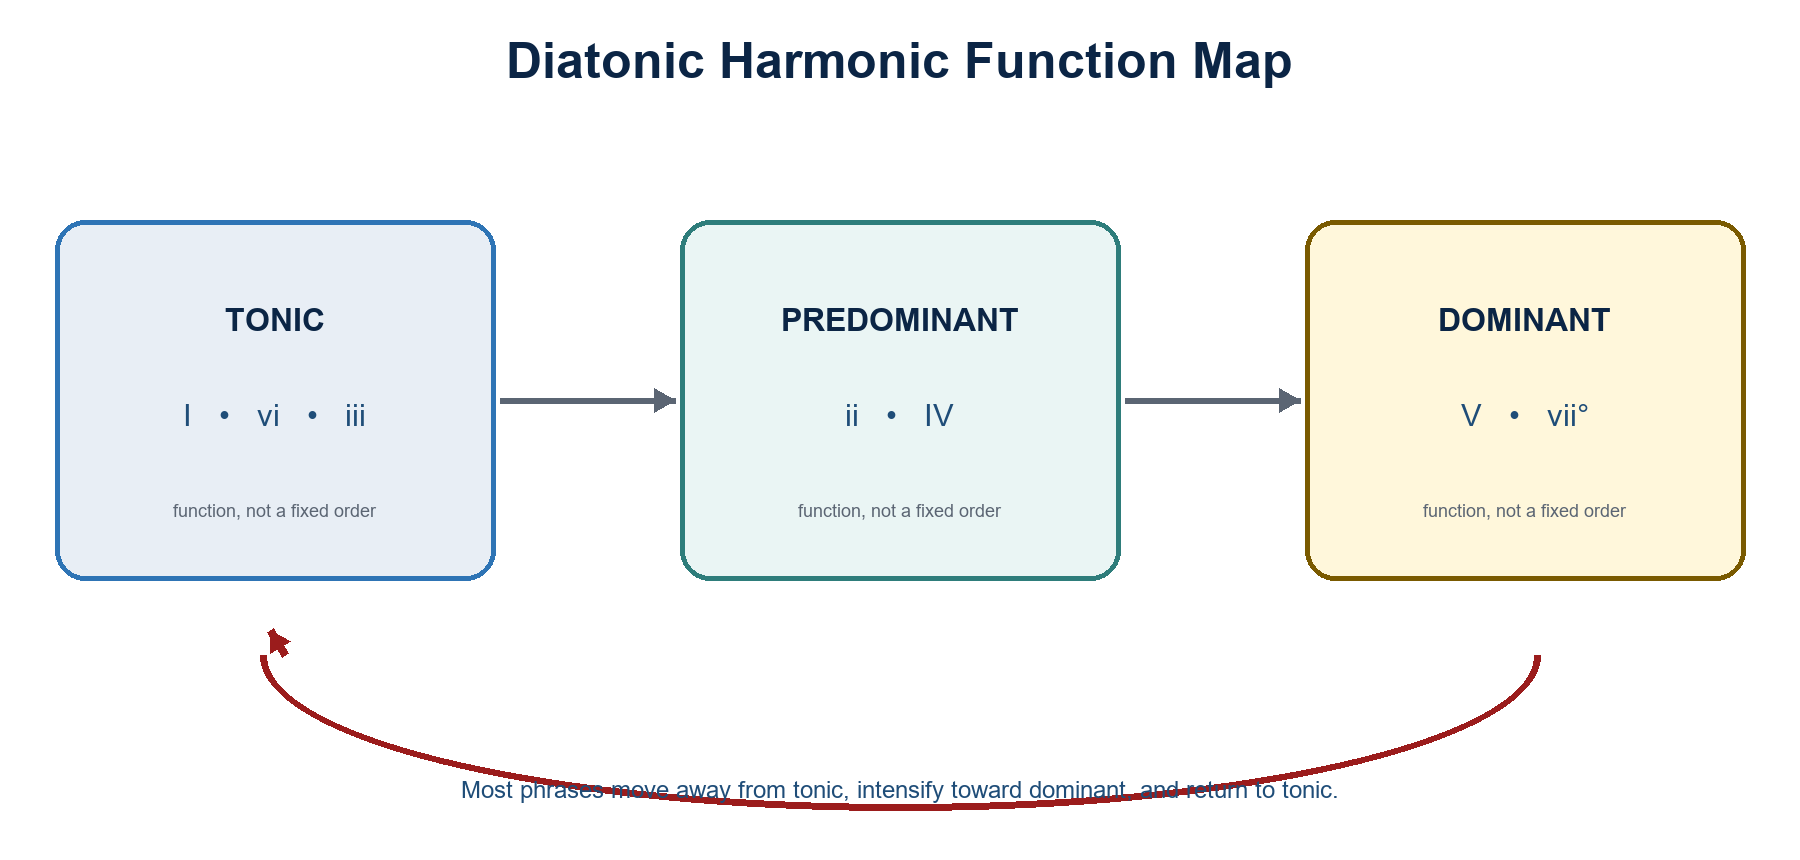 Diatonic Harmonic Function Map
TONIC
I • vi • iii
function, not a fixed order
PREDOMINANT
ii • IV
function, not a fixed order
DOMINANT
V • vii°
function, not a fixed order
Most phrases move away from tonic, intensify toward dominant, and return to tonic.